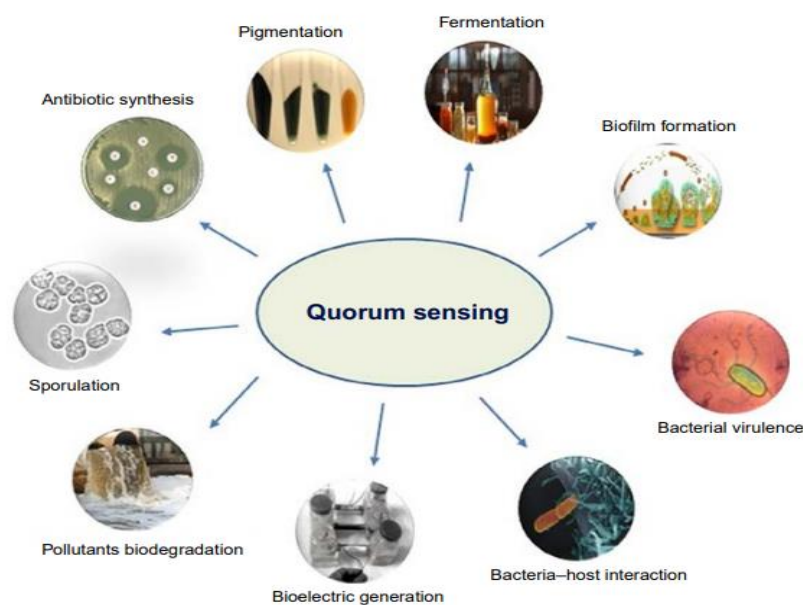 Pigmentation
Fermentation
Antibiotic synthesis
Biofilm formation
Quorum sensing
Sporulation
Bacterial virulence
Pollutants biodegradation
Bacteria–host interaction
Bioelectric generation